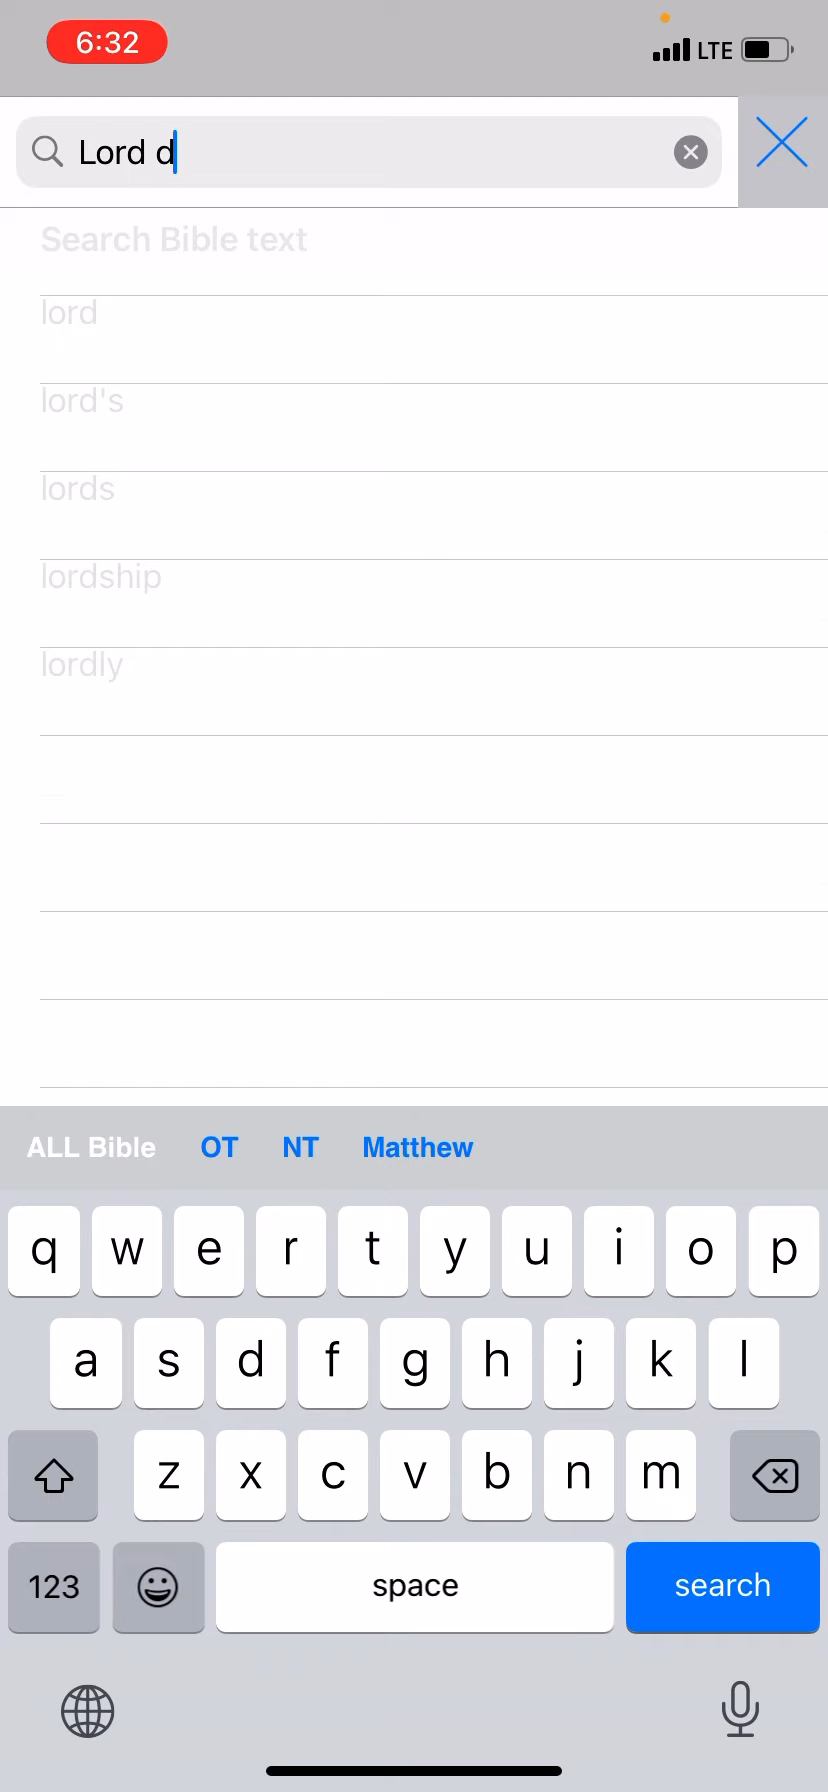 6:32
LTE
Lord d
Search Bible text
lord
lord's
lords
lordship
lordly
ALL Bible OT NT Matthew
q w e r t y u i o p
a s d f g h j k l
z x c v b n m
123 space search